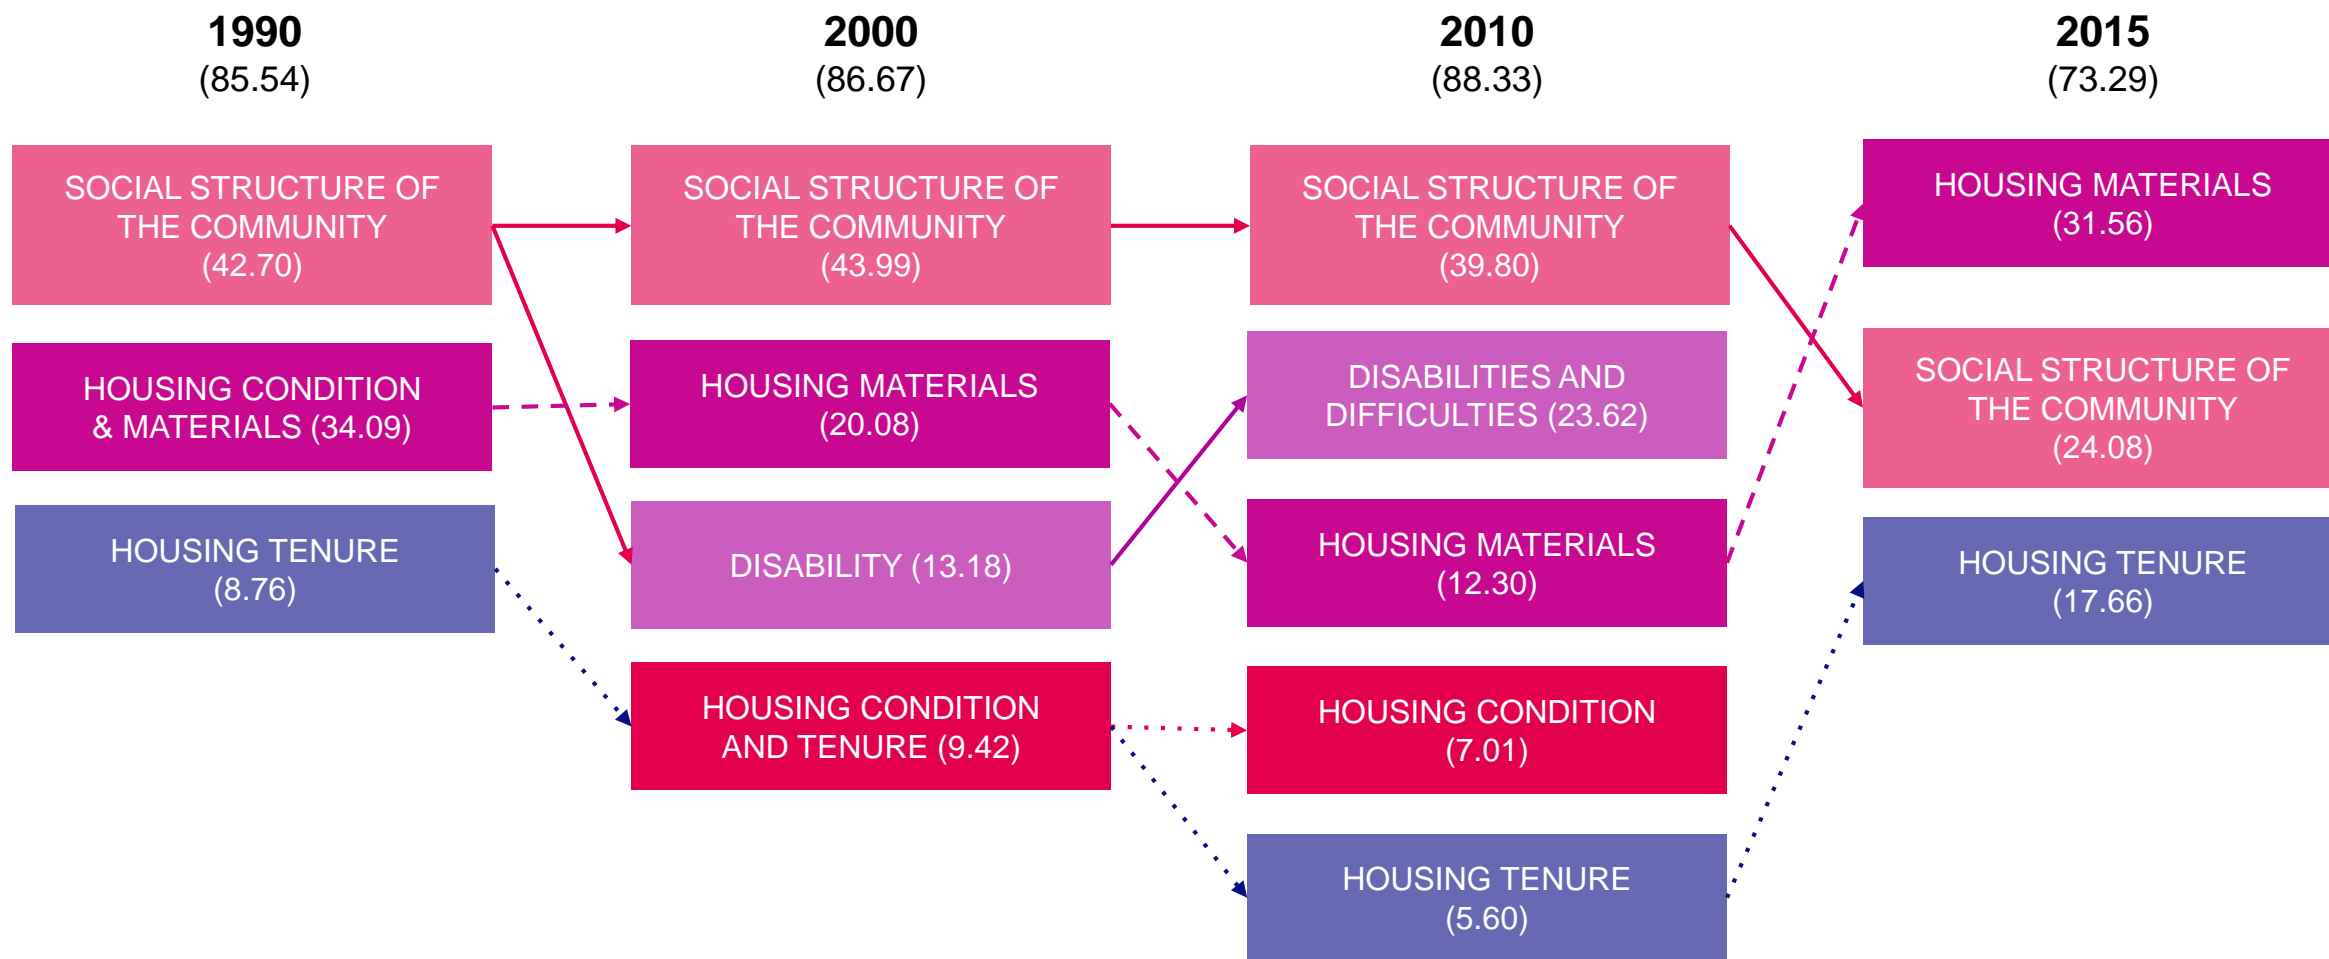 1990
(85.54)
SOCIAL STRUCTURE OF
THE COMMUNITY
(42.70)
HOUSING CONDITION
& MATERIALS (34.09)
HOUSING TENURE
(8.76)
2000
(86.67)
SOCIAL STRUCTURE OF
THE COMMUNITY
(43.99)
HOUSING MATERIALS
(20.08)
DISABILITY (13.18)
HOUSING CONDITION
AND TENURE (9.42)
2010
(88.33)
SOCIAL STRUCTURE OF
THE COMMUNITY
(39.80)
DISABILITIES AND
DIFFICULTIES (23.62)
HOUSING MATERIALS
(12.30)
HOUSING CONDITION
(7.01)
HOUSING TENURE
(5.60)
2015
(73.29)
HOUSING MATERIALS
(31.56)
SOCIAL STRUCTURE OF
THE COMMUNITY
(24.08)
HOUSING TENURE
(17.66)